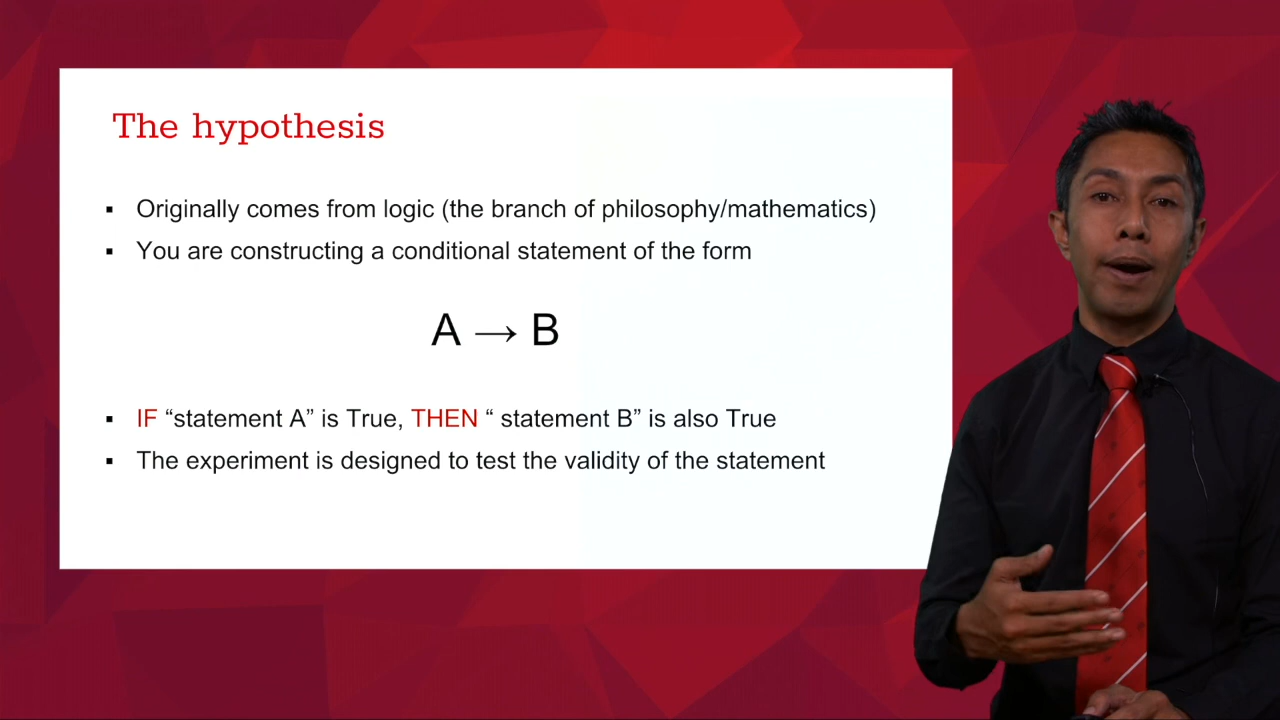 The hypothesis
▪ Originally comes from logic (the branch of philosophy/mathematics)
▪ You are constructing a conditional statement of the form
A → B
▪ IF “statement A” is True, THEN “ statement B” is also True
▪ The experiment is designed to test the validity of the statement